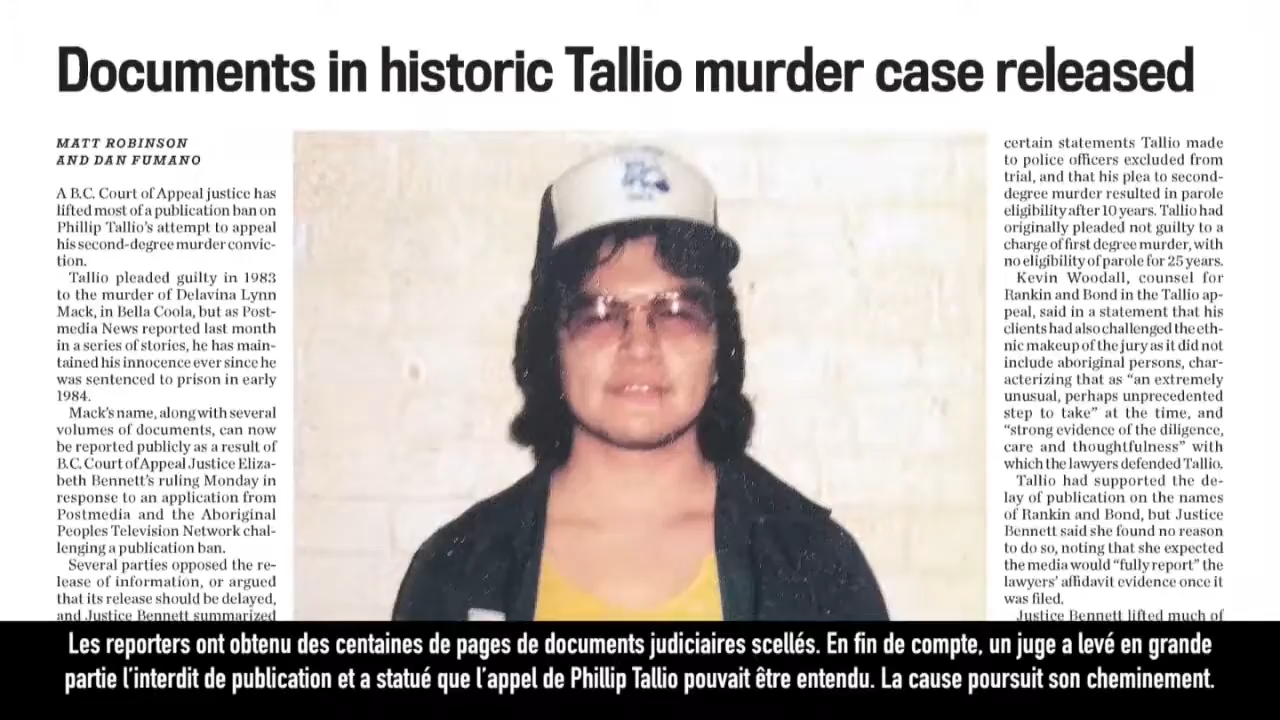 Documents in historic Tallio murder case released
MATT ROBINSON
AND DAN FUMANO
A B.C. Court of Appeal justice has
lifted most of a publication ban on
Phillip Tallio's attempt to appeal
his second-degree murder convic-
tion.
Tallio pleaded guilty in 1983
to the murder of Delavina Lynn
Mack, in Bella Coola, but as Post-
media News reported last month
in a series of stories, he has main-
tained his innocence ever since he
was sentenced to prison in early
1984.
Mack's name, along with several
volumes of documents, can now
be reported publicly as a result of
B.C. Court of Appeal Justice Eliza-
beth Bennett's ruling Monday in
response to an application from
Postmedia and the Aboriginal
Peoples Television Network chal-
lenging a publication ban.
Several parties opposed the re-
lease of information, or argued
that its release should be delayed,
and Justice Bennett summarized
certain statements Tallio made
to police officers excluded from
trial, and that his plea to second-
degree murder resulted in parole
eligibility after 10 years. Tallio had
originally pleaded not guilty to a
charge of first degree murder, with
no eligibility of parole for 25 years.
Kevin Woodall, counsel for
Rankin and Bond in the Tallio ap-
peal, said in a statement that his
clients had also challenged the eth-
nic makeup of the jury as it did not
include aboriginal persons, char-
acterizing that as “an extremely
unusual, perhaps unprecedented
step to take” at the time, and
“strong evidence of the diligence,
care and thoughtfulness” with
which the lawyers defended Tallio.
Tallio had supported the de-
lay of publication on the names
of Rankin and Bond, but Justice
Bennett said she found no reason
to do so, noting that she expected
the media would “fully report” the
lawyers' affidavit evidence once it
was filed.
Justice Bennett lifted much of
Les reporters ont obtenu des centaines de pages de documents judiciaires scellés. En fin de compte, un juge a levé en grande
partie l'interdit de publication et a statué que l'appel de Phillip Tallio pouvait être entendu. La cause poursuit son cheminement.